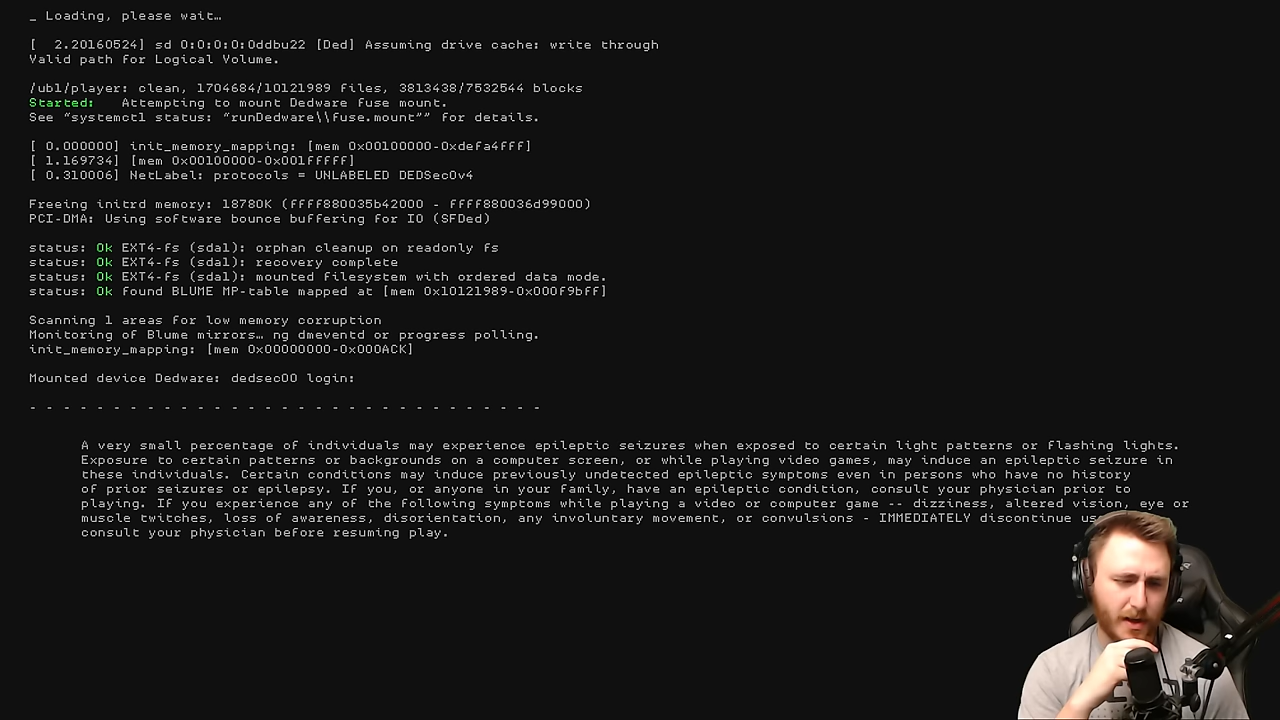 _ Loading, please wait…
[ 2.20160524] sd 0:0:0:0:0ddbu22 [Ded] Assuming drive cache: write through
Valid path for Logical Volume.
/ubl/player: clean, 1704684/10121989 files, 3813438/7532544 blocks
Started: Attempting to mount Dedware fuse mount.
See “systemctl status: “runDedware\\fuse.mount”” for details.
[ 0.000000] init_memory_mapping: [mem 0x00100000-0xdefa4fff]
[ 1.169734] [mem 0x00100000-0x001fffff]
[ 0.310006] NetLabel: protocols = UNLABELED DEDSec0v4
Freeing initrd memory: 18780K (ffff880035b42000 - ffff880036d99000)
PCI-DMA: Using software bounce buffering for IO (SFDed)
status: Ok EXT4-fs (sda1): orphan cleanup on readonly fs
status: Ok EXT4-fs (sda1): recovery complete
status: Ok EXT4-fs (sda1): mounted filesystem with ordered data mode.
status: Ok found BLUME MP-table mapped at [mem 0x10121989-0x000f9bff]
Scanning 1 areas for low memory corruption
Monitoring of Blume mirrors… ng dmeventd or progress polling.
init_memory_mapping: [mem 0x00000000-0x000ACK]
Mounted device Dedware: dedsec00 login:
- - - - - - - - - - - - - - - - - - - - - - - - - - - - - - -
A very small percentage of individuals may experience epileptic seizures when exposed to certain light patterns or flashing lights.
Exposure to certain patterns or backgrounds on a computer screen, or while playing video games, may induce an epileptic seizure in
these individuals. Certain conditions may induce previously undetected epileptic symptoms even in persons who have no history
of prior seizures or epilepsy. If you, or anyone in your family, have an epileptic condition, consult your physician prior to
playing. If you experience any of the following symptoms while playing a video or computer game -- dizziness, altered vision, eye or
muscle twitches, loss of awareness, disorientation, any involuntary movement, or convulsions - IMMEDIATELY discontinue
consult your physician before resuming play.